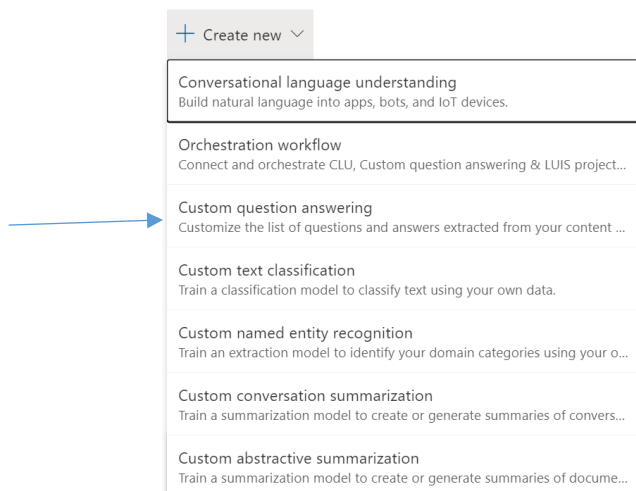 Create new
Conversational language understanding
Build natural language into apps, bots, and IoT devices.
Orchestration workflow
Connect and orchestrate CLU, Custom question answering & LUIS project...
Custom question answering
Customize the list of questions and answers extracted from your content ...
Custom text classification
Train a classification model to classify text using your own data.
Custom named entity recognition
Train an extraction model to identify your domain categories using your o...
Custom conversation summarization
Train a summarization model to create or generate summaries of convers...
Custom abstractive summarization
Train a summarization model to create or generate summaries of docume...